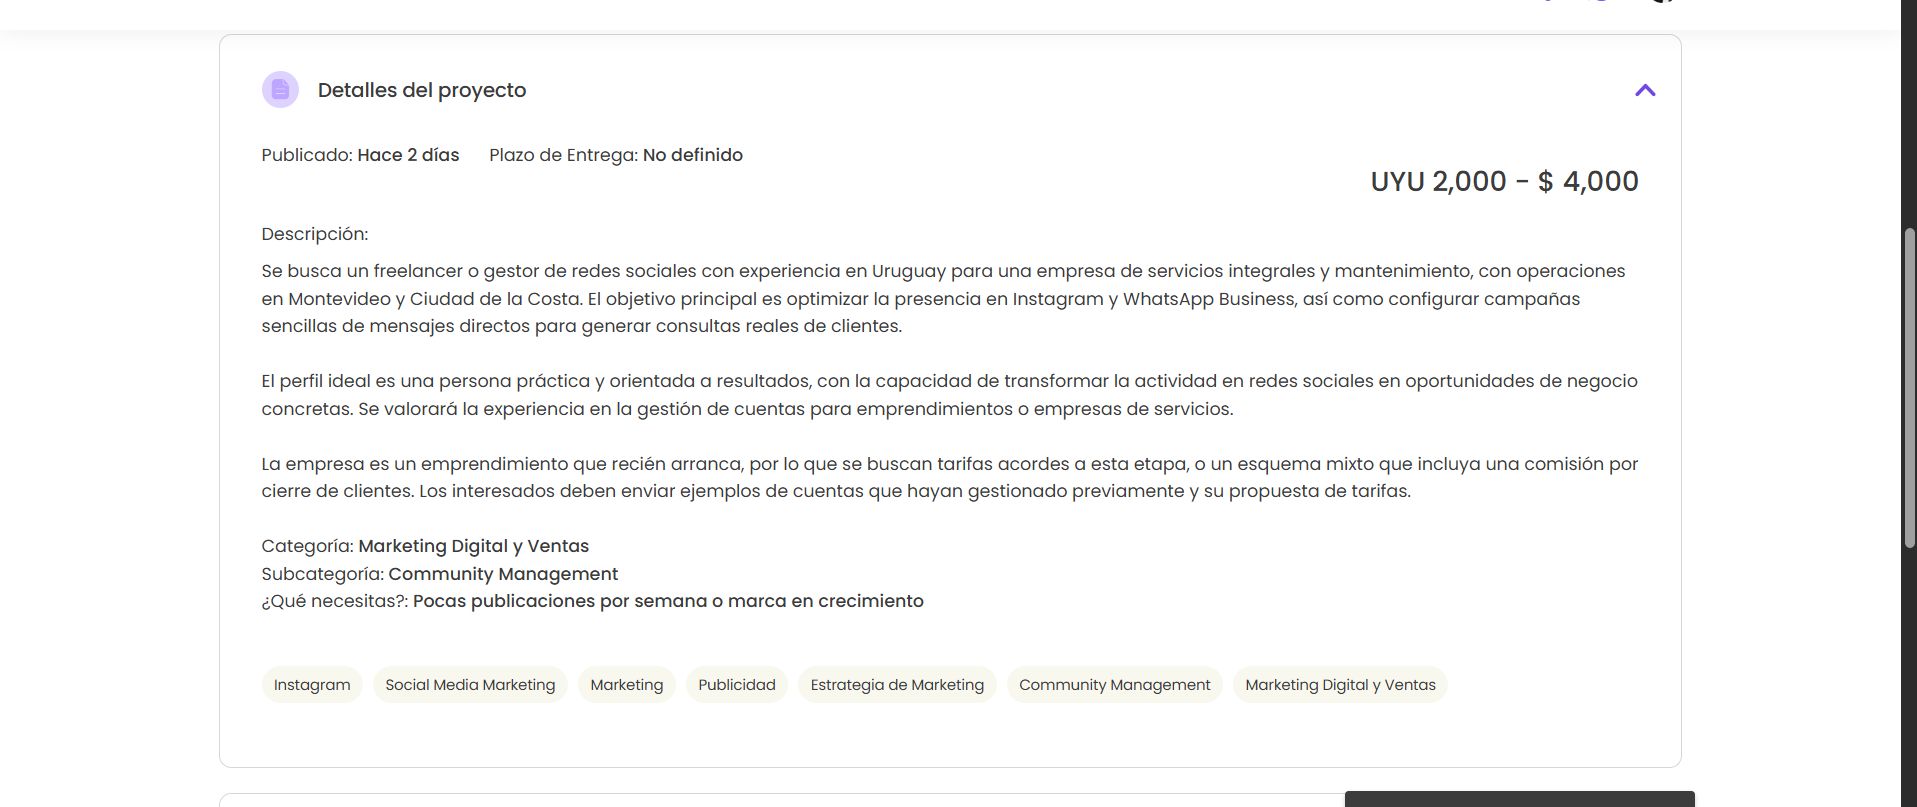 Detalles del proyecto
Publicado: Hace 2 días Plazo de Entrega: No definido
UYU 2,000 - $ 4,000
Descripción:
Se busca un freelancer o gestor de redes sociales con experiencia en Uruguay para una empresa de servicios integrales y mantenimiento, con operaciones
en Montevideo y Ciudad de la Costa. El objetivo principal es optimizar la presencia en Instagram y WhatsApp Business, así como configurar campañas
sencillas de mensajes directos para generar consultas reales de clientes.
El perfil ideal es una persona práctica y orientada a resultados, con la capacidad de transformar la actividad en redes sociales en oportunidades de negocio
concretas. Se valorará la experiencia en la gestión de cuentas para emprendimientos o empresas de servicios.
La empresa es un emprendimiento que recién arranca, por lo que se buscan tarifas acordes a esta etapa, o un esquema mixto que incluya una comisión por
cierre de clientes. Los interesados deben enviar ejemplos de cuentas que hayan gestionado previamente y su propuesta de tarifas.
Categoría: Marketing Digital y Ventas
Subcategoría: Community Management
¿Qué necesitas?: Pocas publicaciones por semana o marca en crecimiento
Instagram Social Media Marketing Marketing Publicidad Estrategia de Marketing Community Management Marketing Digital y Ventas